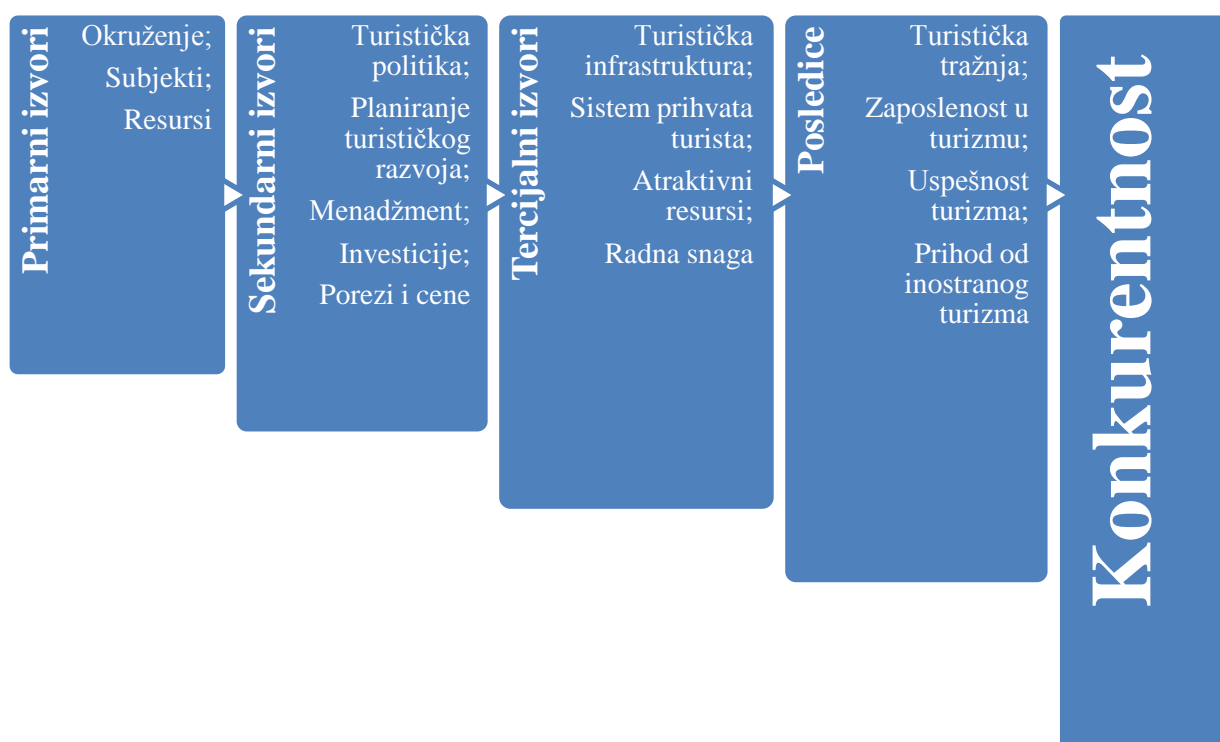 Primarni izvori
Okruženje;
Subjekti;
Resursi
Sekundarni izvori
Turistička
politika;
Planiranje
turističkog
razvoja;
Menadžment;
Investicije;
Porezi i cene
Tercijalni izvori
Turistička
infrastruktura;
Sistem prihvata
turista;
Atraktivni
resursi;
Radna snaga
Posledice
Turistička
tražnja;
Zaposlenost u
turizmu;
Uspešnost
turizma;
Prihod od
inostranog
turizma
Konkurentnost